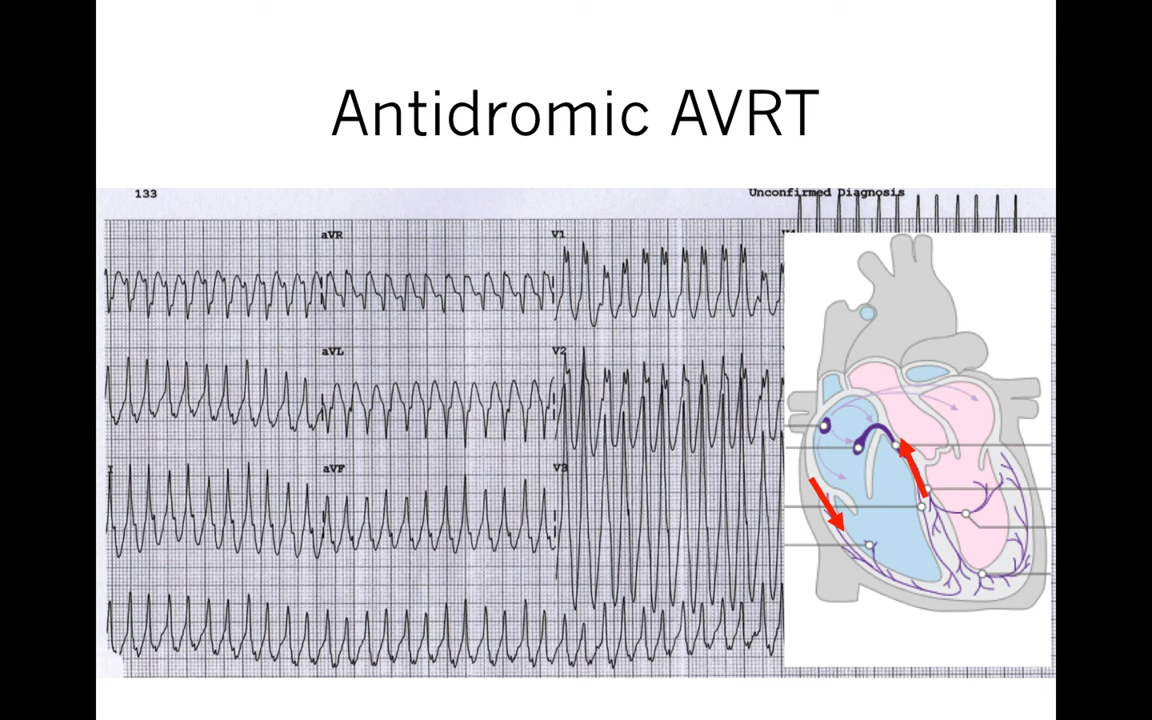 Antidromic AVRT
133
Unconfirmed Diagnosis
aVR
V1
aVL
V2
aVF
V3